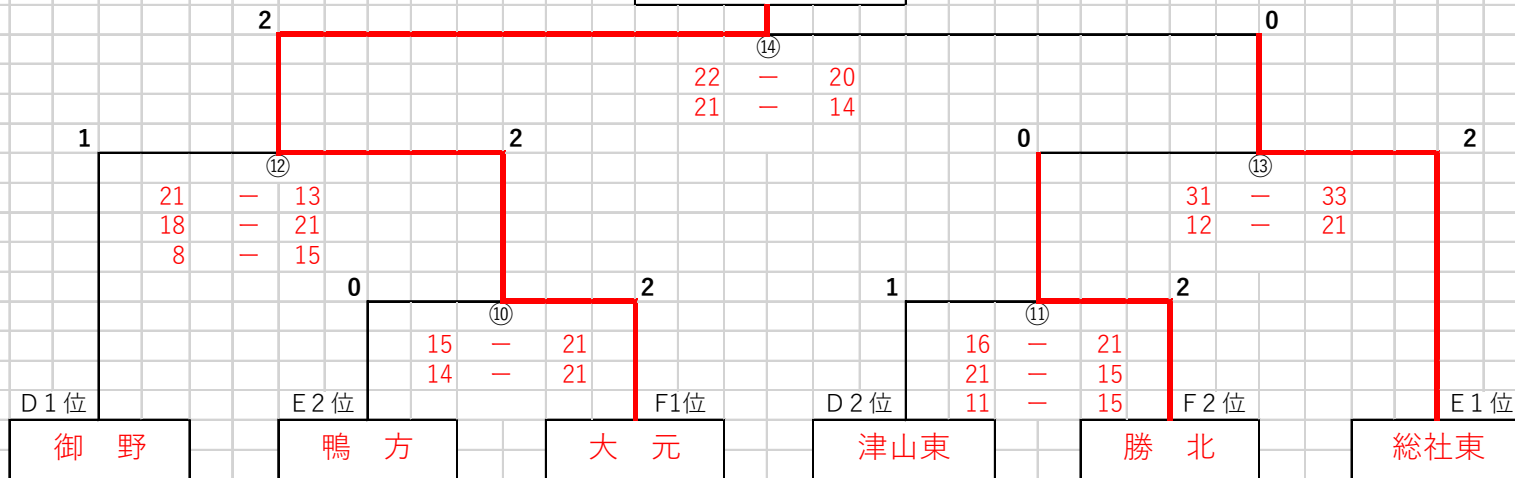 2 0
⑭
22 － 20
21 － 14
1 2 0 2
⑫ ⑬
21 － 13 31 － 33
18 － 21 12 － 21
8 － 15
0 2 1 2
⑩ ⑪
15 － 21 16 － 21
14 － 21 21 － 15
11 － 15
D１位 E２位 F1位 D２位 F２位 E１位
御　野 鴨　方 大　元 津山東 勝　北 総社東